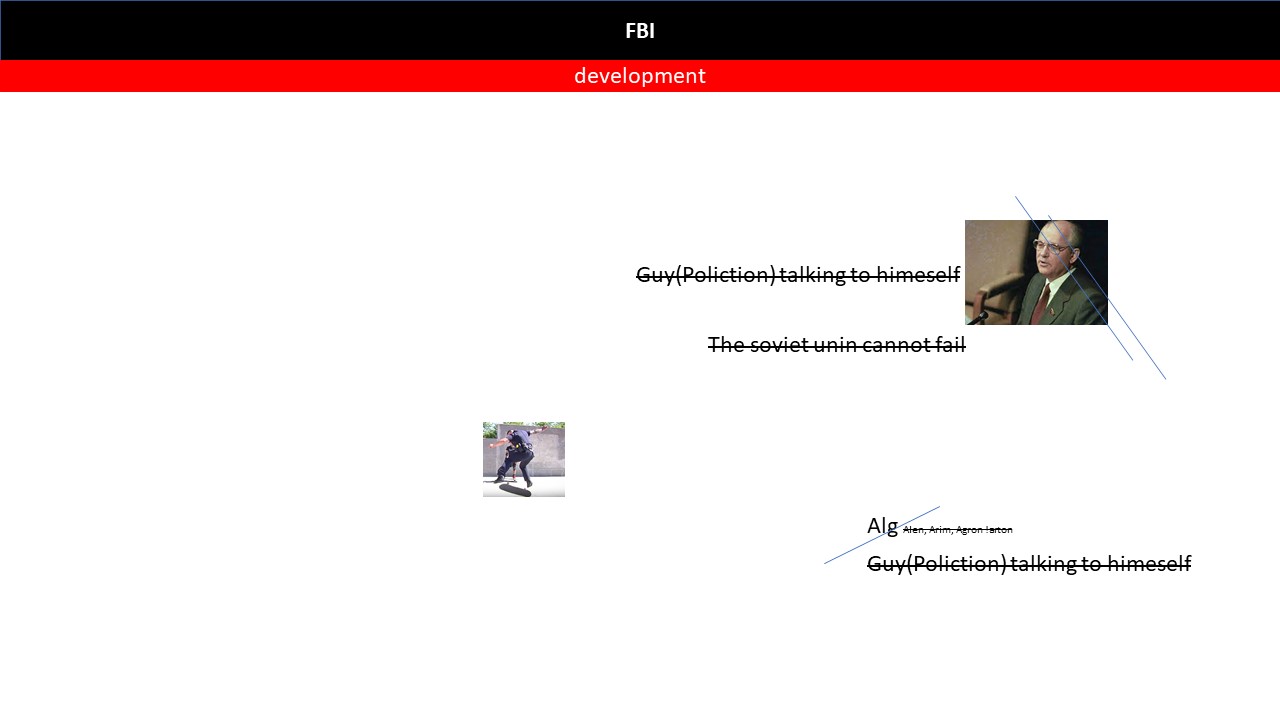 FBI
development
Guy(Poliction) talking to himeself
The soviet unin cannot fail
Alg Alen, Arim, Agron !arton
Guy(Poliction) talking to himeself